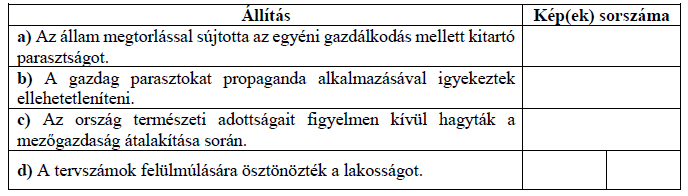 Állítás Kép(ek) sorszáma
a) Az állam megtorlással sújtotta az egyéni gazdálkodás mellett kitartó
parasztságot.
b) A gazdag parasztokat propaganda alkalmazásával igyekeztek
ellehetetleníteni.
c) Az ország természeti adottságait figyelmen kívül hagyták a
mezőgazdaság átalakítása során.
d) A tervszámok felülmúlására ösztönözték a lakosságot.